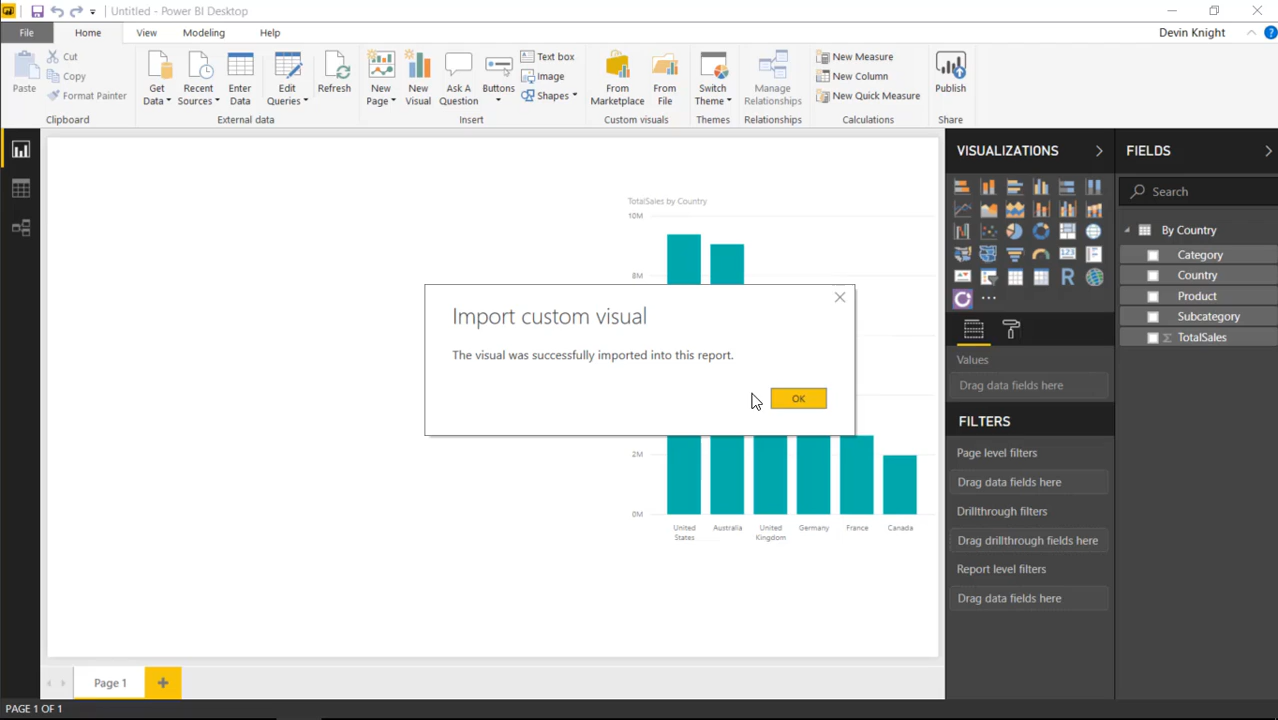 Untitled - Power BI Desktop
File Home View Modeling Help Devin Knight
Paste
Cut
Copy
Format Painter
Clipboard
Get Data
Recent Sources
Enter Data
Edit Queries
Refresh
External data
New Page
New Visual
Ask A Question
Buttons
Text box
Image
Shapes
Insert
From Marketplace
From File
Custom visuals
Switch Theme
Themes
Manage Relationships
Relationships
New Measure
New Column
New Quick Measure
Calculations
Publish
Share
TotalSales by Country
10M
8M
2M
0M
United States
Australia
United Kingdom
Germany
France
Canada
Import custom visual
The visual was successfully imported into this report.
OK
VISUALIZATIONS
123
R
Values
Drag data fields here
FILTERS
Page level filters
Drag data fields here
Drillthrough filters
Drag drillthrough fields here
Report level filters
Drag data fields here
FIELDS
Search
By Country
Category
Country
Product
Subcategory
Σ TotalSales
Page 1
PAGE 1 OF 1